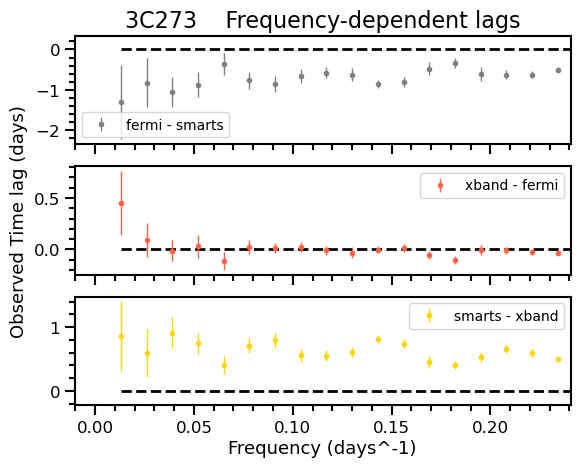 3C273    Frequency-dependent lags
0
−1
−2
fermi - smarts
0.5
0.0
xband - fermi
1
0
smarts - xband
Observed Time lag (days)
0.00 0.05 0.10 0.15 0.20
Frequency (days^-1)